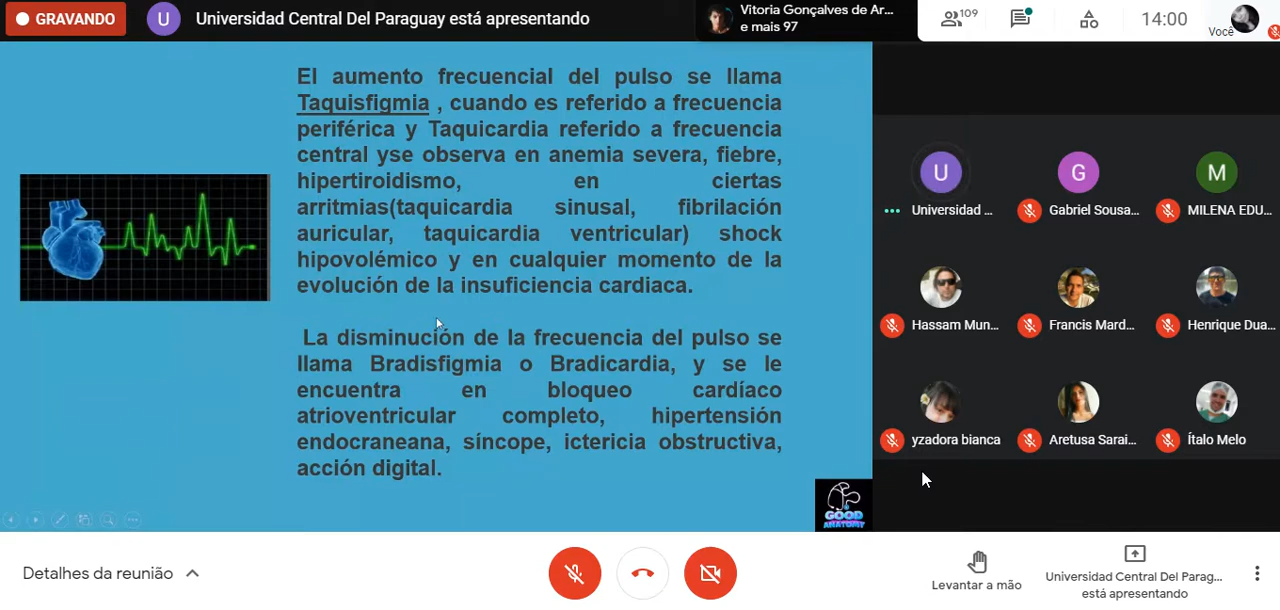 GRAVANDO
U
Universidad Central Del Paraguay está apresentando
Vitoria Gonçalves de Ar...
e mais 97
109
14:00
Você
El aumento frecuencial del pulso se llama
Taquisfigmia , cuando es referido a frecuencia
periférica y Taquicardia referido a frecuencia
central yse observa en anemia severa, fiebre,
hipertiroidismo, en ciertas
arritmias(taquicardia sinusal, fibrilación
auricular, taquicardia ventricular) shock
hipovolémico y en cualquier momento de la
evolución de la insuficiencia cardiaca.
La disminución de la frecuencia del pulso se
llama Bradisfigmia o Bradicardia, y se le
encuentra en bloqueo cardíaco
atrioventricular completo, hipertensión
endocraneana, síncope, ictericia obstructiva,
acción digital.
GOOD
ANATOMY
U
Universidad ...
G
Gabriel Sousa...
M
MILENA EDU...
Hassam Mun...
Francis Mard...
Henrique Dua...
yzadora bianca
Aretusa Sarai...
Ítalo Melo
Detalhes da reunião
Levantar a mão
Universidad Central Del Parag...
está apresentando